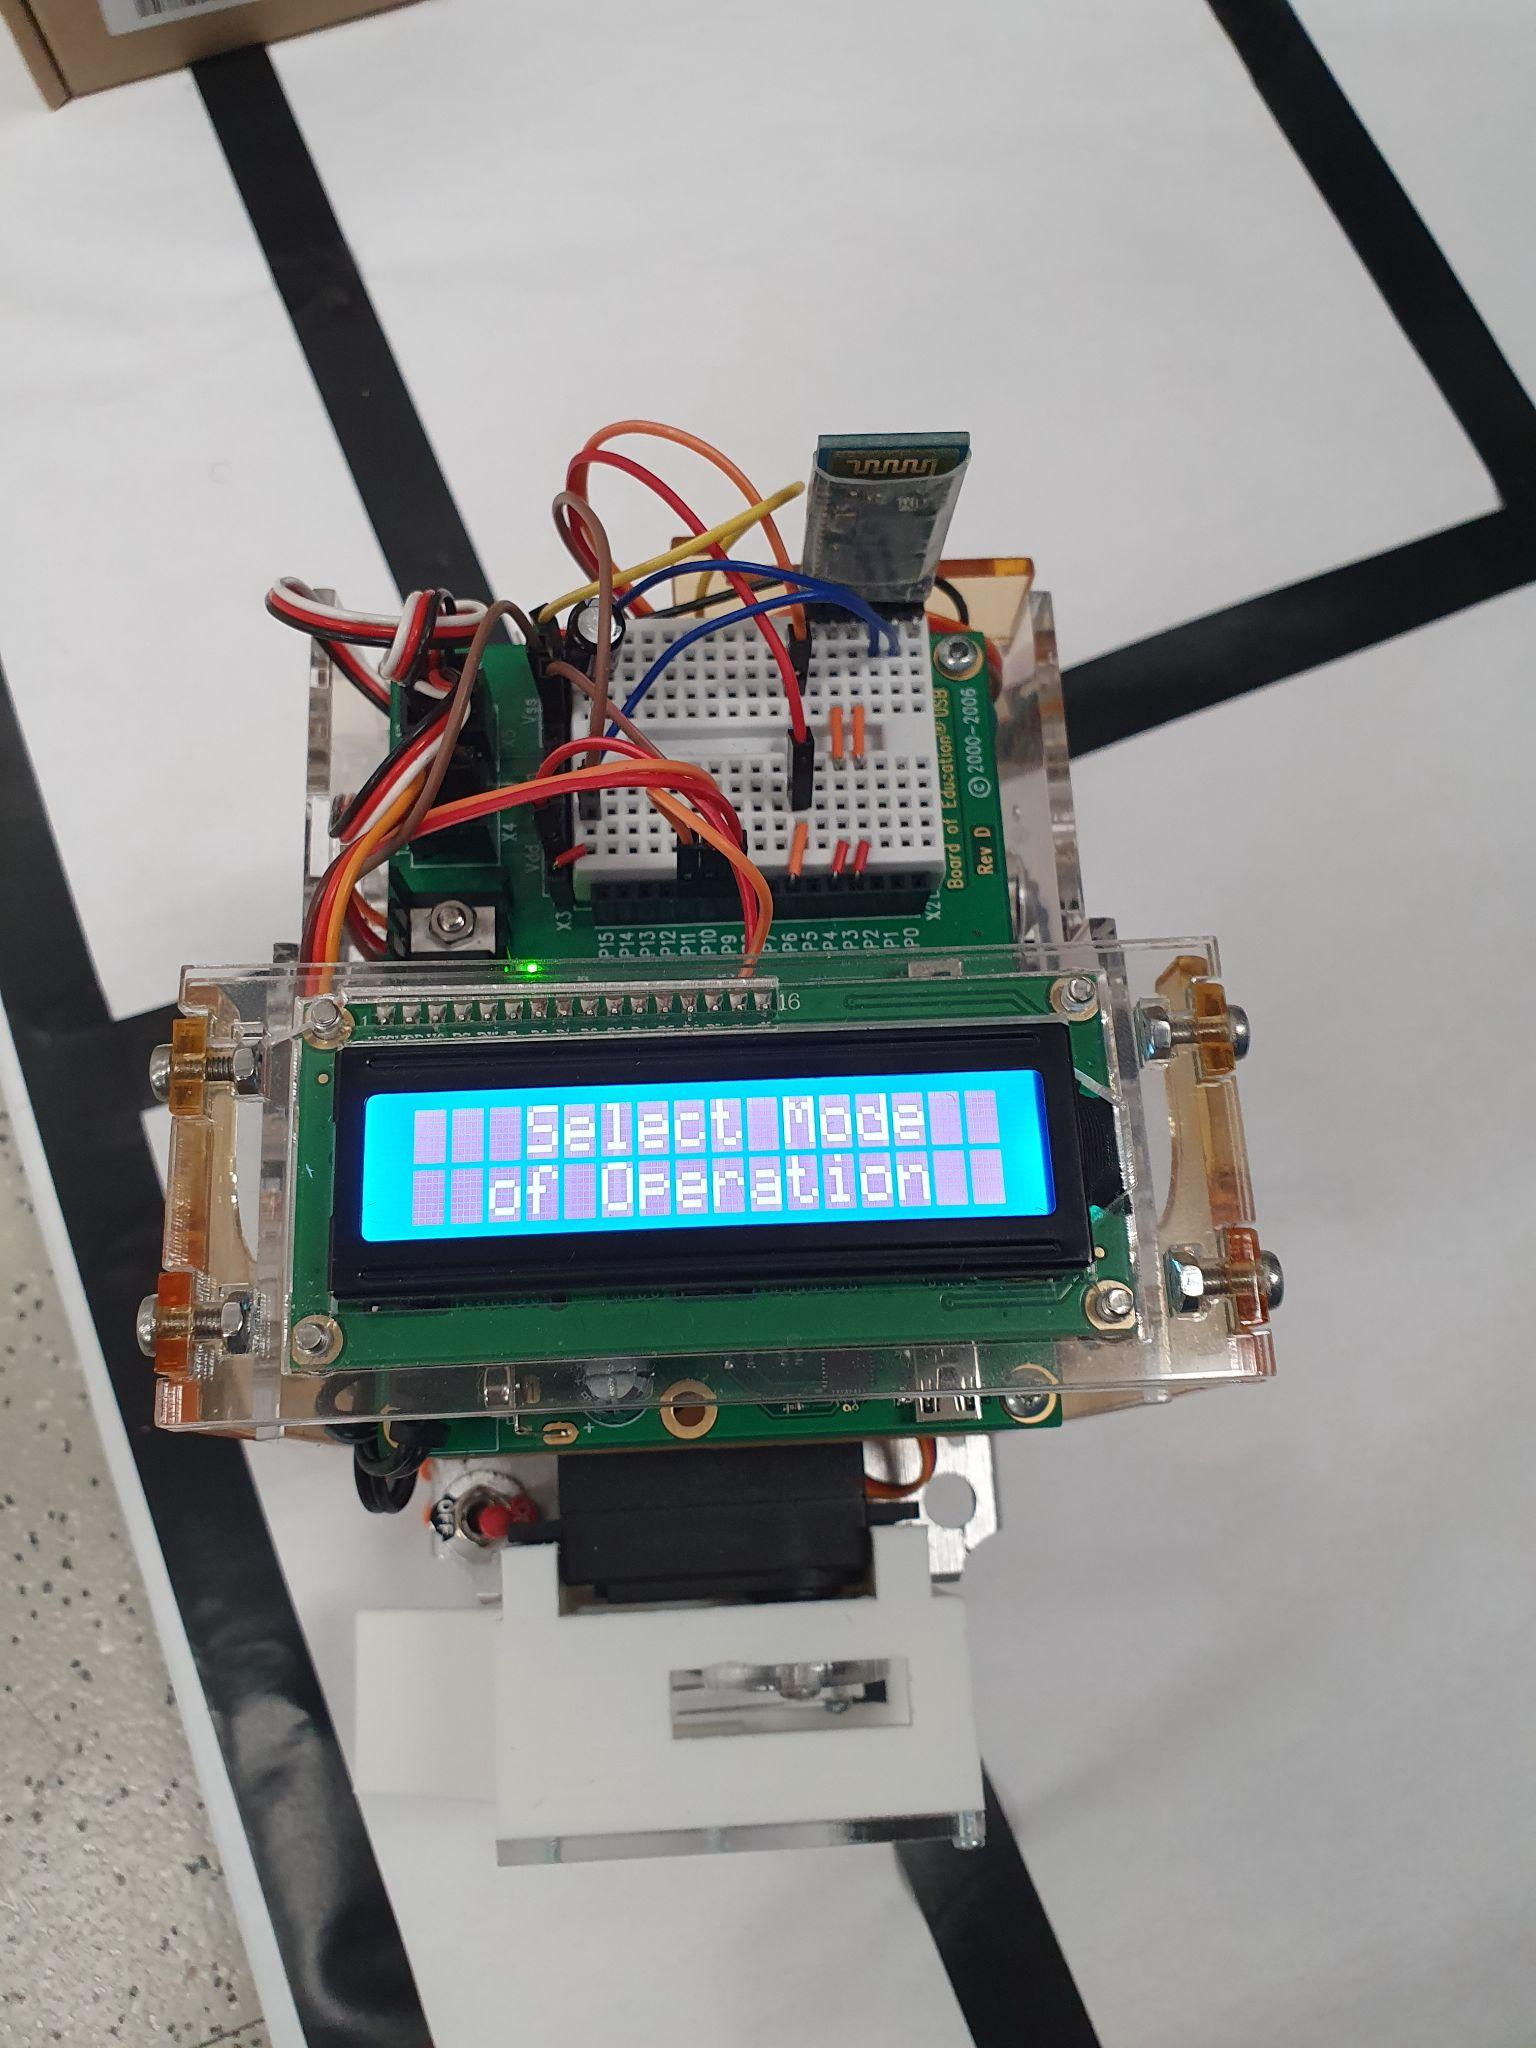 X5
Vss
X4
Vdd
X3
P15
P14
P13
P12
P11
P10
P9
P7
P6
P5
P4
P3
P2
P1
P0
X2
Board of Education® USB
© 2000-2006
Rev D
16
Select Mode
of Operation
OFF